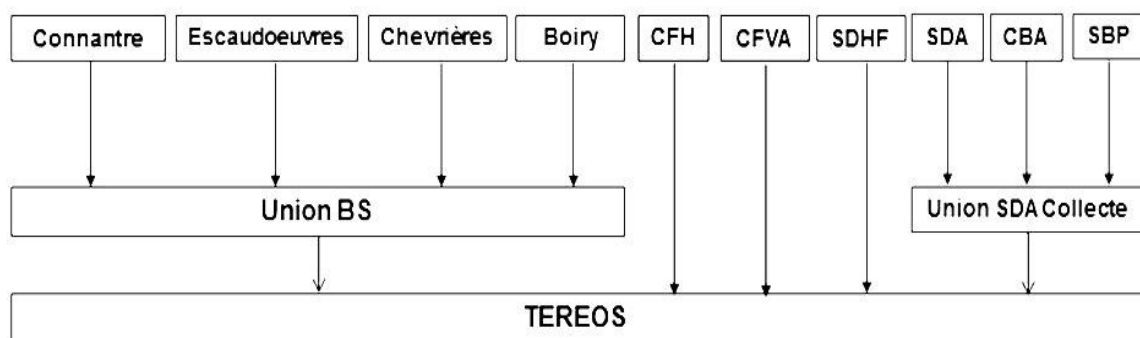 Connantre
Escaudoeuvres
Chevrières
Boiry
CFH
CFVA
SDHF
SDA
CBA
SBP
Union BS
Union SDA Collecte
TEREOS